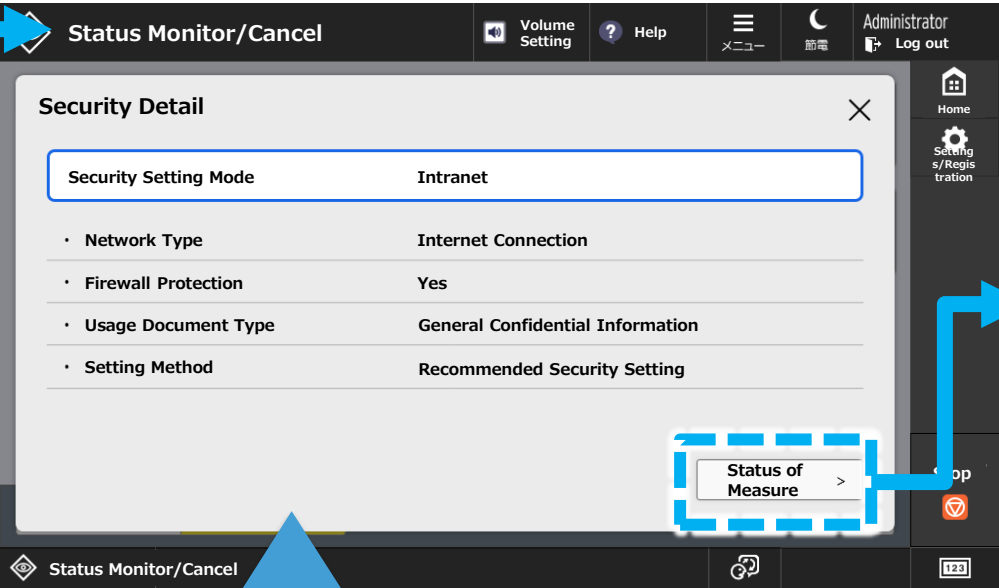 Status Monitor/Cancel
Volume
Setting
?
Help
メニュー
節電
Administrator
Log out
Home
Setting
s/Regis
tration
Security Detail
Security Setting Mode Intranet
・ Network Type Internet Connection
・ Firewall Protection Yes
・ Usage Document Type General Confidential Information
・ Setting Method Recommended Security Setting
Status of
Measure >
Status Monitor/Cancel
123